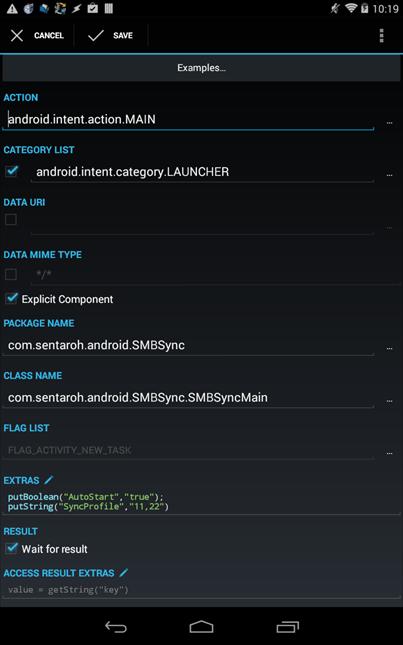 10:19
CANCEL SAVE
Examples...
ACTION
android.intent.action.MAIN ...
CATEGORY LIST
android.intent.category.LAUNCHER ...
DATA URI
...
DATA MIME TYPE
*/*
Explicit Component
PACKAGE NAME
com.sentaroh.android.SMBSync ...
CLASS NAME
com.sentaroh.android.SMBSync.SMBSyncMain ...
FLAG LIST
FLAG_ACTIVITY_NEW_TASK ...
EXTRAS
putBoolean("AutoStart","true");
putString("SyncProfile","11,22")
RESULT
Wait for result
ACCESS RESULT EXTRAS
value = getString("key")